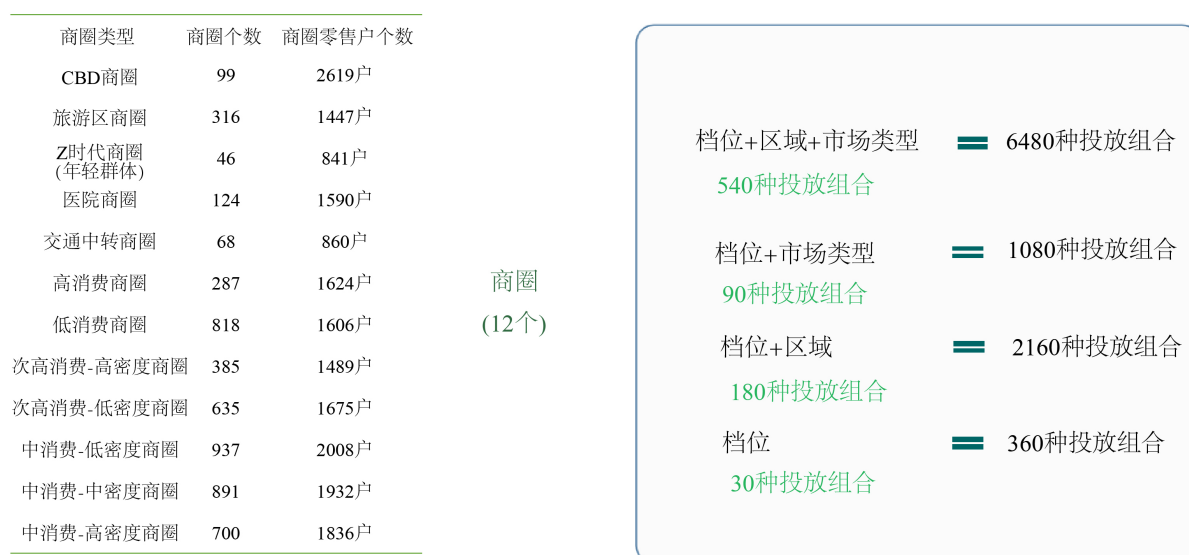 商圈类型 商圈个数 商圈零售户个数
CBD商圈 99 2619户
旅游区商圈 316 1447户
Z时代商圈
(年轻群体) 46 841户
医院商圈 124 1590户
交通中转商圈 68 860户
高消费商圈 287 1624户
低消费商圈 818 1606户
次高消费-高密度商圈 385 1489户
次高消费-低密度商圈 635 1675户
中消费-低密度商圈 937 2008户
中消费-中密度商圈 891 1932户
中消费-高密度商圈 700 1836户
商圈
(12个)
档位+区域+市场类型 = 6480种投放组合
540种投放组合
档位+市场类型 = 1080种投放组合
90种投放组合
档位+区域 = 2160种投放组合
180种投放组合
档位 = 360种投放组合
30种投放组合